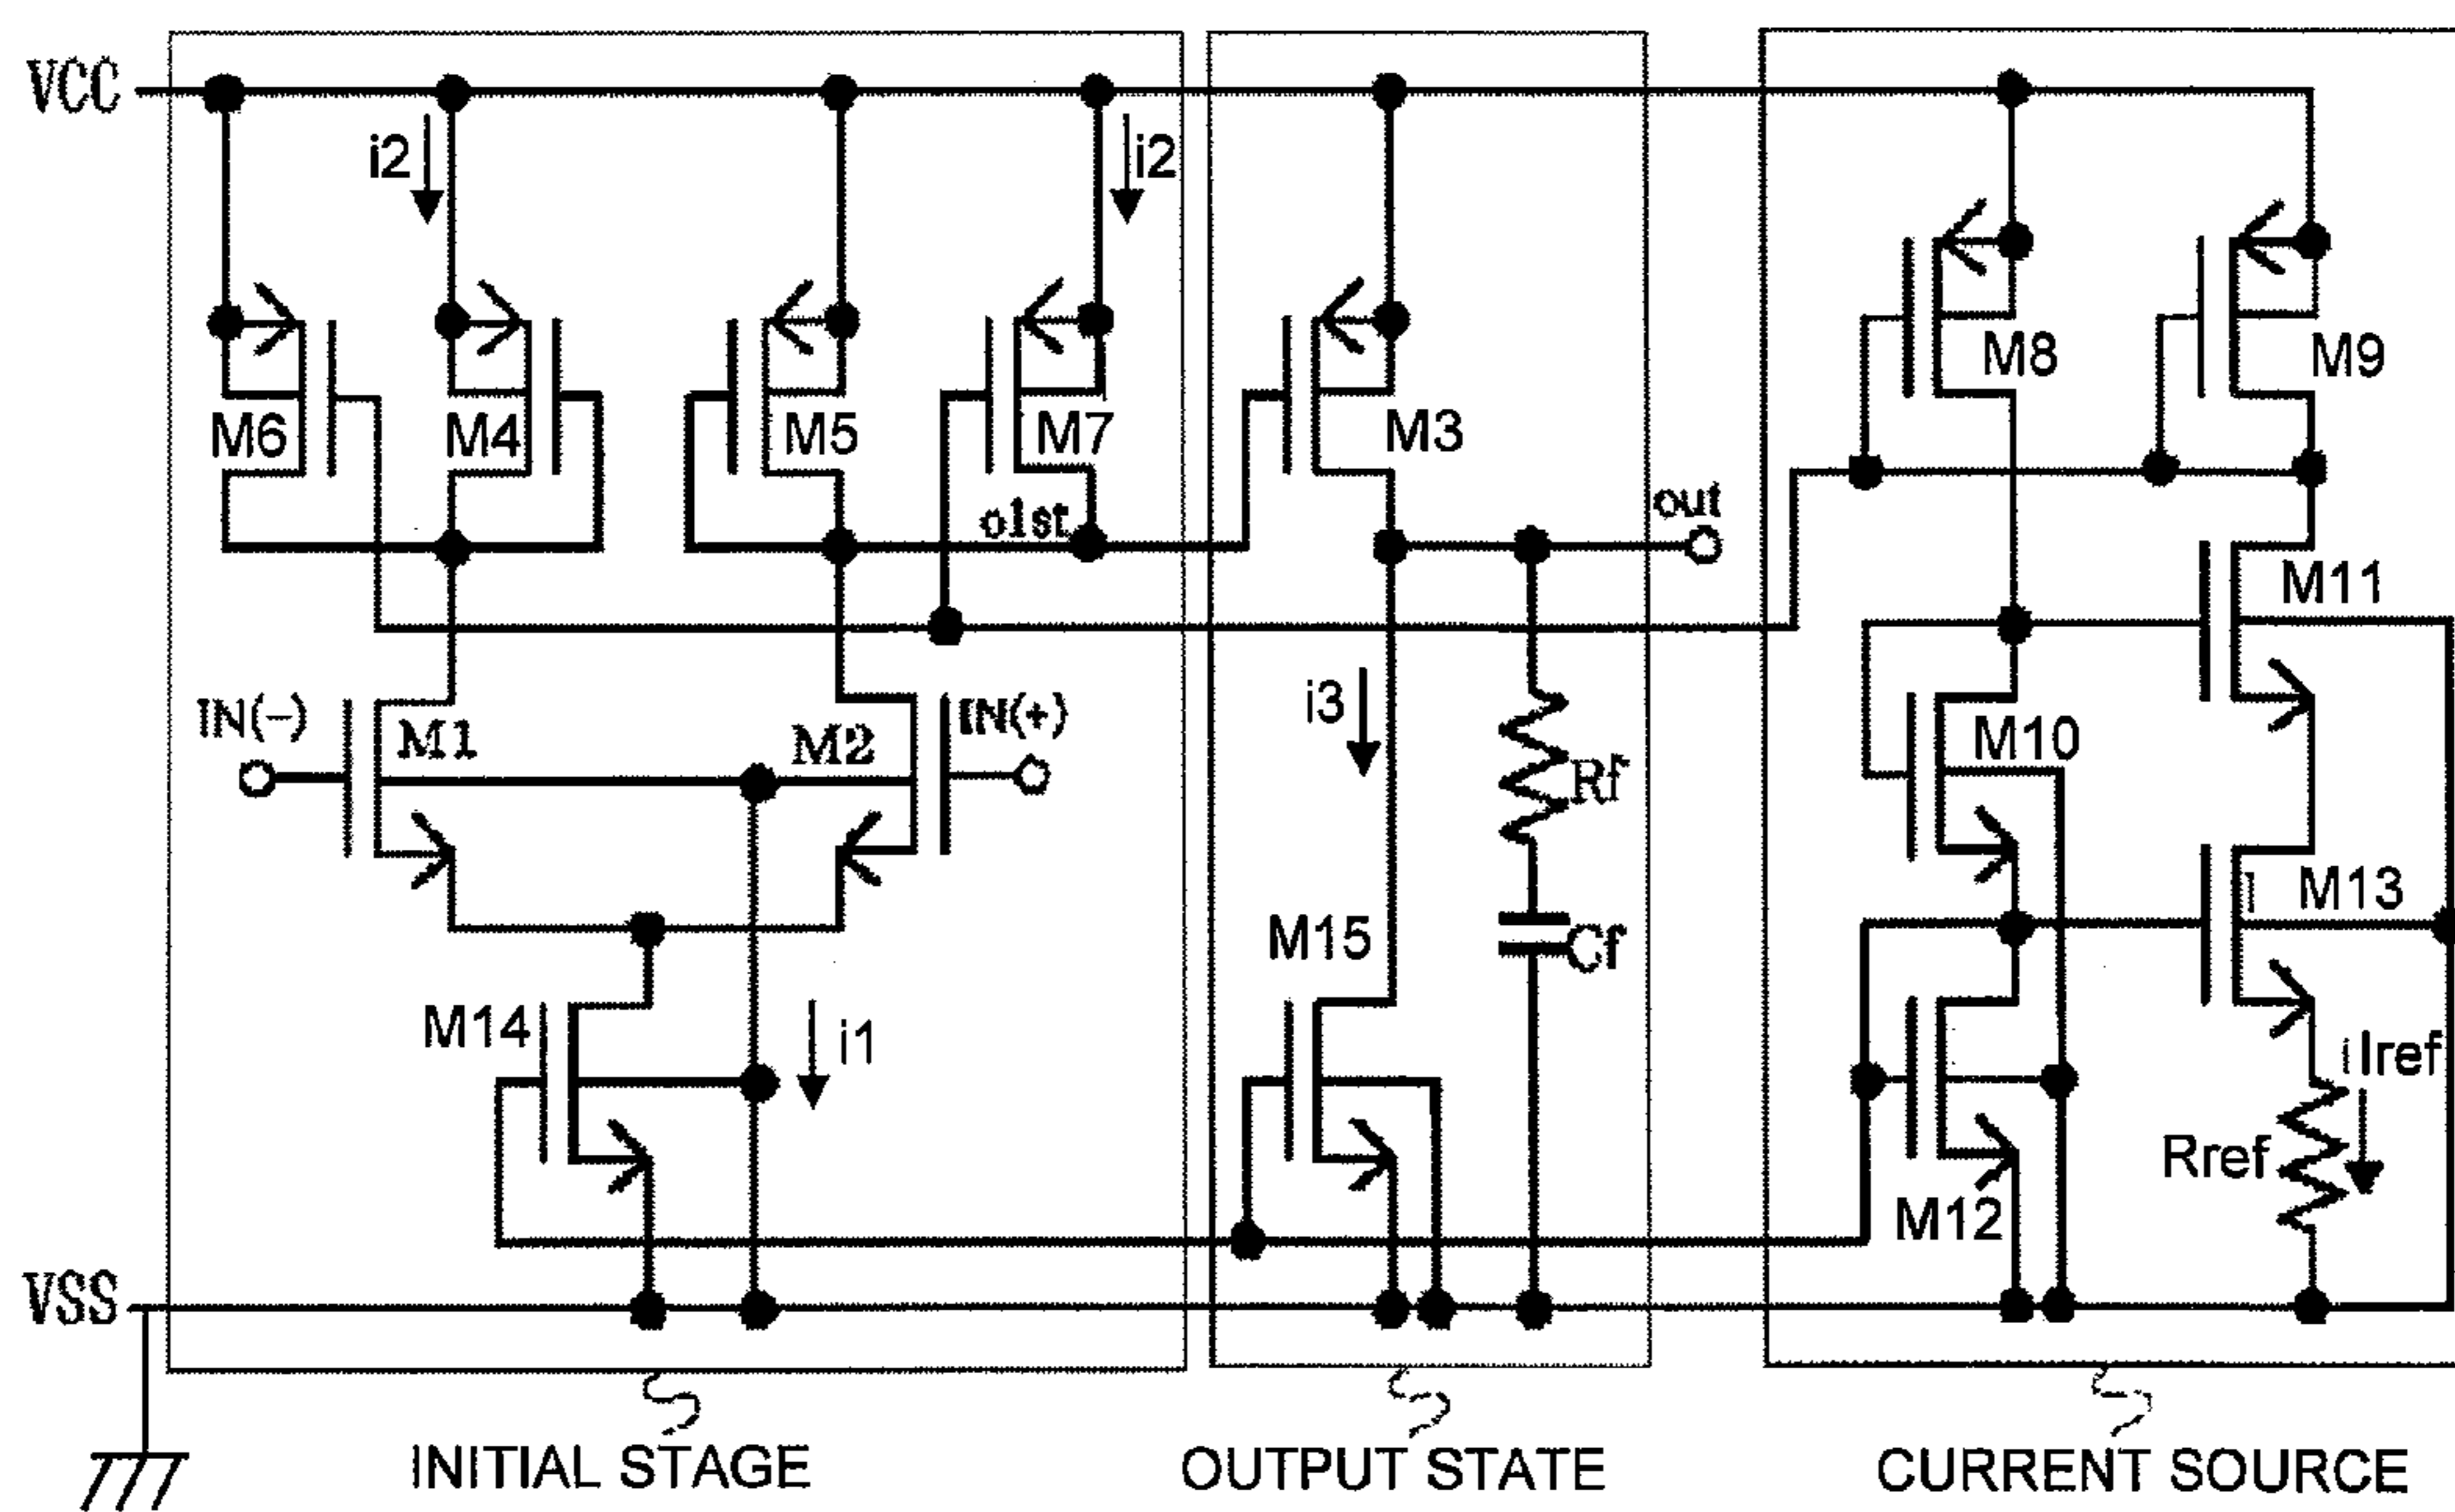 VCC
i2
i2
M6
M4
M5
M7
M3
M8
M9
o1st
out
M11
IN(-)
M1
M2
IN(+)
i3
Rf
M10
M13
M15
Cf
M14
i1
iIref
Rref
M12
VSS
INITIAL STAGE
OUTPUT STATE
CURRENT SOURCE